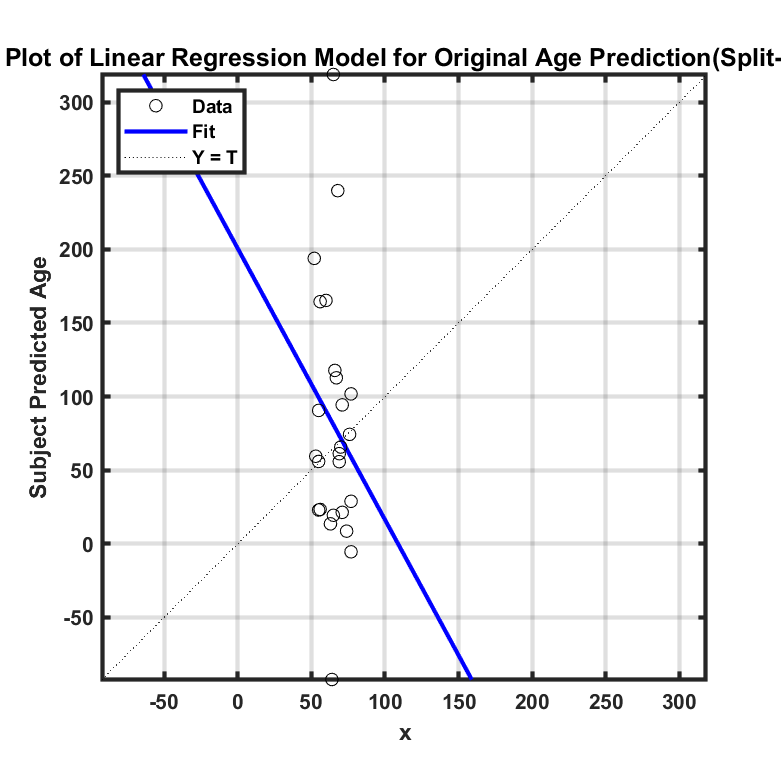 Plot of Linear Regression Model for Original Age Prediction(Split-
Data
Fit
Y = T
300
250
200
150
100
50
0
-50
Subject Predicted Age
-50 0 50 100 150 200 250 300
x